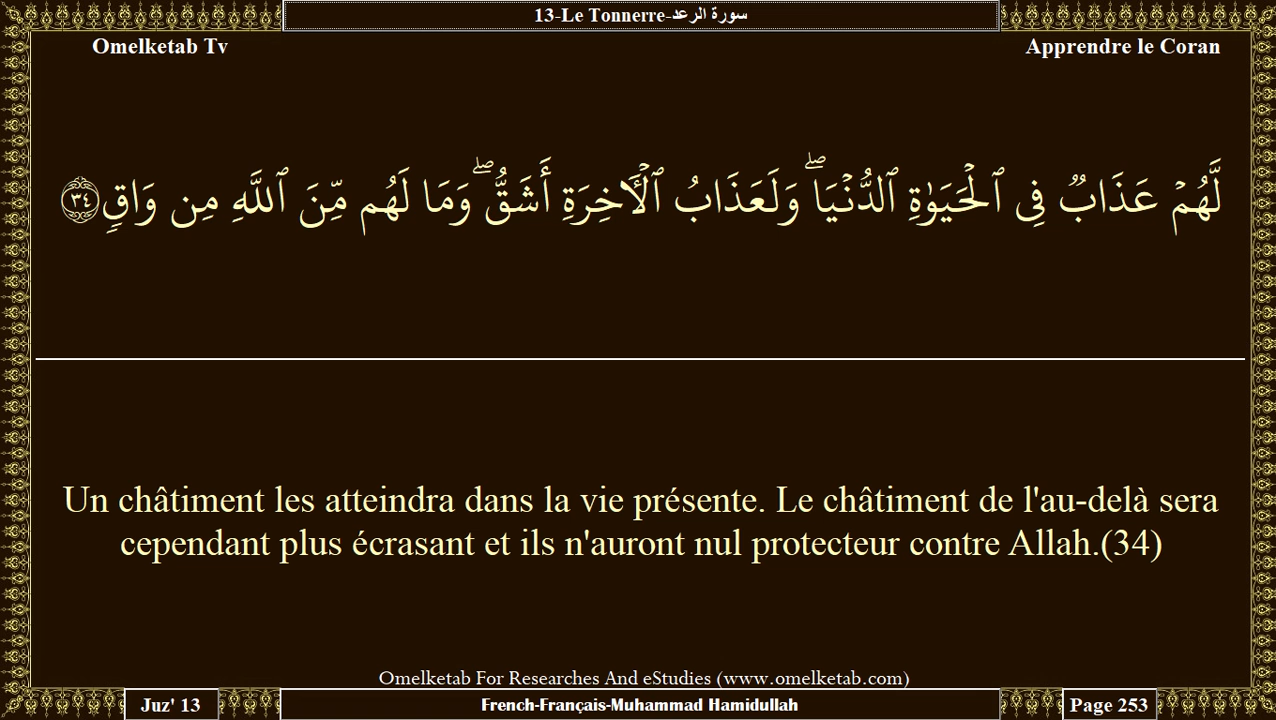 13-Le Tonnerre-سورة الرعد
Omelketab Tv
Apprendre le Coran
لَّهُمْ عَذَابٌ فِى ٱلْحَيَوٰةِ ٱلدُّنْيَا ۖ وَلَعَذَابُ ٱلْـَٔاخِرَةِ أَشَقُّ ۖ وَمَا لَهُم مِّنَ ٱللَّهِ مِن وَاقٍ ٣٤
Un châtiment les atteindra dans la vie présente. Le châtiment de l'au-delà sera
cependant plus écrasant et ils n'auront nul protecteur contre Allah.(34)
Omelketab For Researches And eStudies (www.omelketab.com)
Juz' 13
French-Français-Muhammad Hamidullah
Page 253